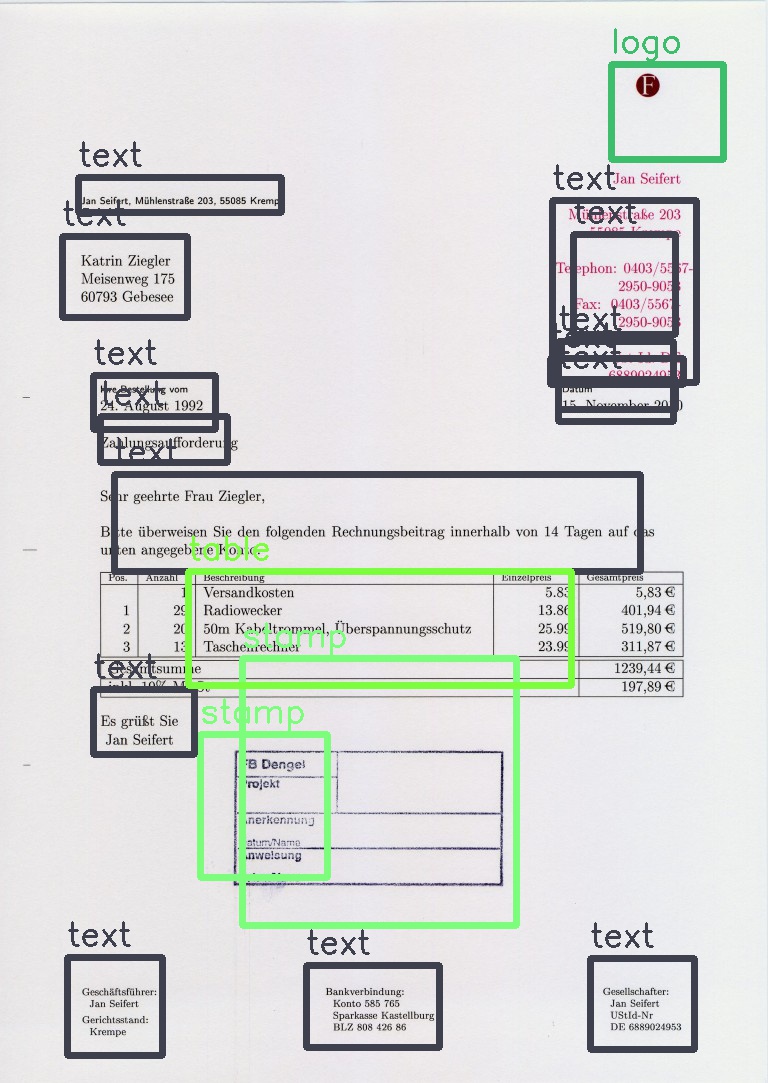 logo
F
text
Jan Seifert
text
Jan Seifert, Mühlenstraße 203, 55085 Kremp
text
text
Mühlenstraße 203
55085 Krempe
text
Katrin Ziegler
Meisenweg 175
60793 Gebesee
Telephon: 0403/5567-
2950-9053
Fax: 0403/5567-
2950-9053
text
text
6889024953
text
Ihre Bestellung vom
24. August 1992
Datum
15. November 2010
text
Zahlungsaufforderung
text
Sehr geehrte Frau Ziegler,
Bitte überweisen Sie den folgenden Rechnungsbeitrag innerhalb von 14 Tagen auf das
unten angegebene Konto.
table
Pos. Anzahl Beschreibung Einzelpreis Gesamtpreis
1 Versandkosten 5.83 5,83 €
1 29 Radiowecker 13.86 401,94 €
2 20 50m Kabeltrommel, Überspannungsschutz 25.99 519,80 €
3 13 Taschenrechner 23.99 311,87 €
stamp
Gesamtsumme 1239,44 €
inkl. 19% MwSt 197,89 €
text
Es grüßt Sie
Jan Seifert
stamp
FB Dengel
Projekt
Anerkennung
Datum/Name
Anweisung
text
Geschäftsführer:
Jan Seifert
Gerichtsstand:
Krempe
text
Bankverbindung:
Konto 585 765
Sparkasse Kastellburg
BLZ 808 426 86
text
Gesellschafter:
Jan Seifert
UStId-Nr
DE 6889024953